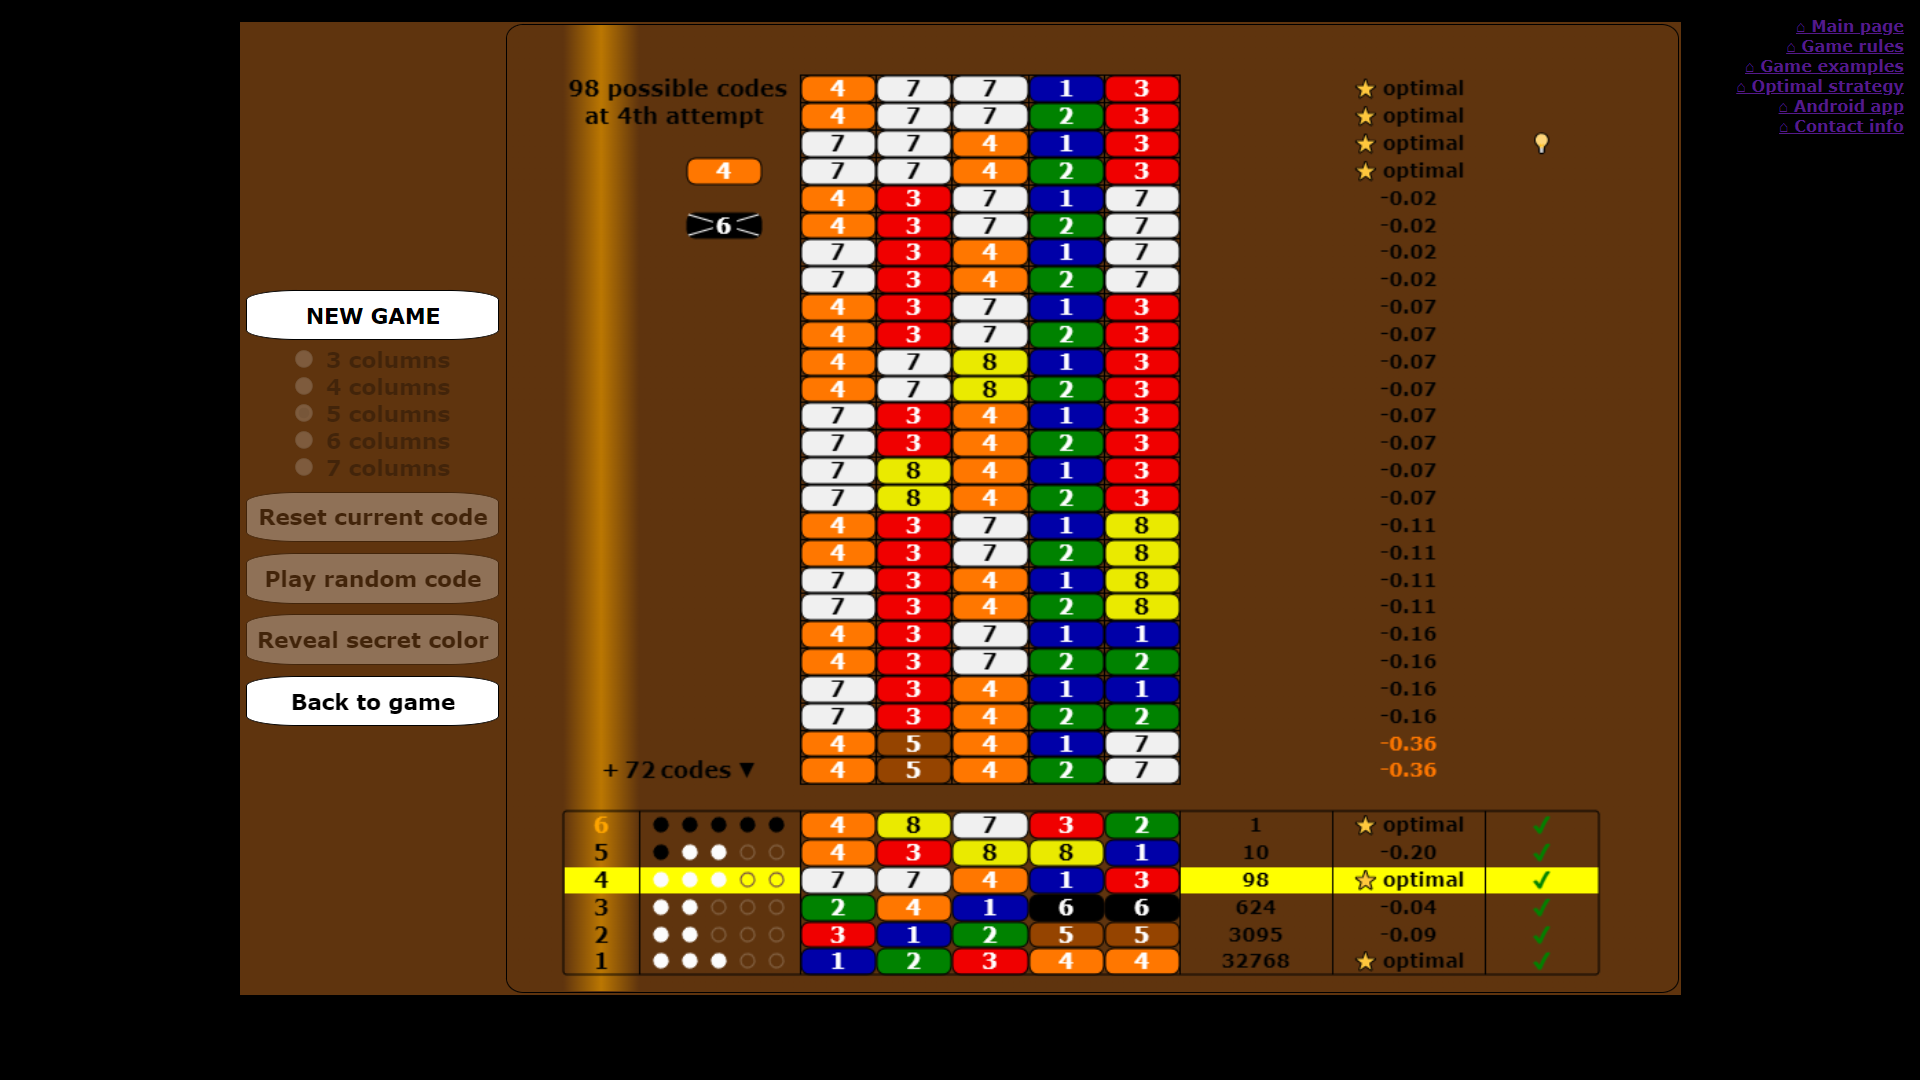 ⌂ Main page
⌂ Game rules
⌂ Game examples
⌂ Optimal strategy
⌂ Android app
⌂ Contact info
NEW GAME
3 columns
4 columns
5 columns
6 columns
7 columns
Reset current code
Play random code
Reveal secret color
Back to game
98 possible codes
at 4th attempt
4
6
+ 72 codes ▼
4 7 7 1 3 optimal
4 7 7 2 3 optimal
7 7 4 1 3 optimal
7 7 4 2 3 optimal
4 3 7 1 7 -0.02
4 3 7 2 7 -0.02
7 3 4 1 7 -0.02
7 3 4 2 7 -0.02
4 3 7 1 3 -0.07
4 3 7 2 3 -0.07
4 7 8 1 3 -0.07
4 7 8 2 3 -0.07
7 3 4 1 3 -0.07
7 3 4 2 3 -0.07
7 8 4 1 3 -0.07
7 8 4 2 3 -0.07
4 3 7 1 8 -0.11
4 3 7 2 8 -0.11
7 3 4 1 8 -0.11
7 3 4 2 8 -0.11
4 3 7 1 1 -0.16
4 3 7 2 2 -0.16
7 3 4 1 1 -0.16
7 3 4 2 2 -0.16
4 5 4 1 7 -0.36
4 5 4 2 7 -0.36
6 4 8 7 3 2 1 optimal
5 4 3 8 8 1 10 -0.20
4 7 7 4 1 3 98 optimal
3 2 4 1 6 6 624 -0.04
2 3 1 2 5 5 3095 -0.09
1 1 2 3 4 4 32768 optimal